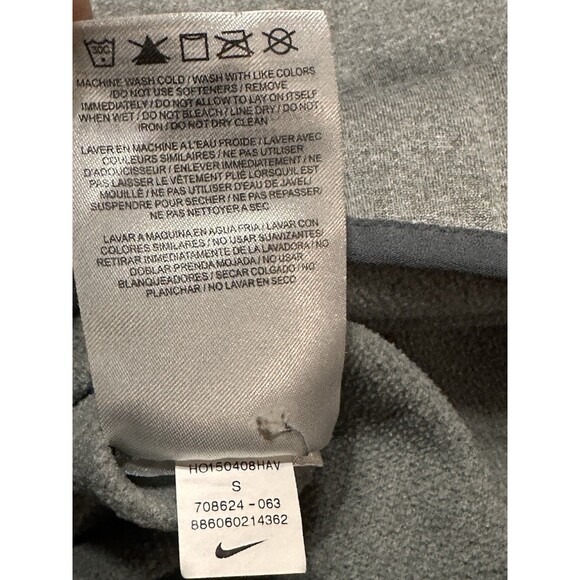 30C
MACHINE WASH COLD / WASH WITH LIKE COLORS
/DO NOT USE SOFTENERS / REMOVE
IMMEDIATELY / DO NOT ALLOW TO LAY ON ITSELF
WHEN WET / DO NOT BLEACH / LINE DRY / DO NOT
IRON / DO NOT DRY CLEAN
LAVER EN MACHINE A L'EAU FROIDE / LAVER AVEC
COULEURS SIMILAIRES / NE PAS UTILISER
D'ADOUCISSEUR / ENLEVER IMMEDIATEMENT / NE
PAS LAISSER LE VÊTEMENT PLIÉ LORSQU'IL EST
MOUILLÉ / NE PAS UTILISER D'EAU DE JAVEL/
SUSPENDRE POUR SECHER / NE PAS REPASSER/
NE PAS NETTOYER A SEC
LAVAR A MAQUINA EN AGUA FRIA / LAVAR CON
COLORES SIMILARES / NO USAR SUAVIZANTES/
RETIRAR IMMEDIATAMENTE DE LA LAVADORA / NO
DOBLAR PRENDA MOJADA / NO USAR
BLANQUEADORES / SECAR COLGADO / NO
PLANCHAR / NO LAVAR EN SECO
HO150408HAV
S
708624 - 063
886060214362